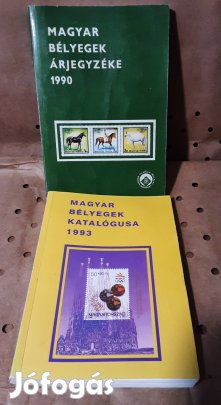 MAGYAR
BÉLYEGEK
ÁRJEGYZÉKE
1990
MAGYAR
BÉLYEGEK
KATALÓGUSA
1993
MAGYARORSZÁG
Jófogás